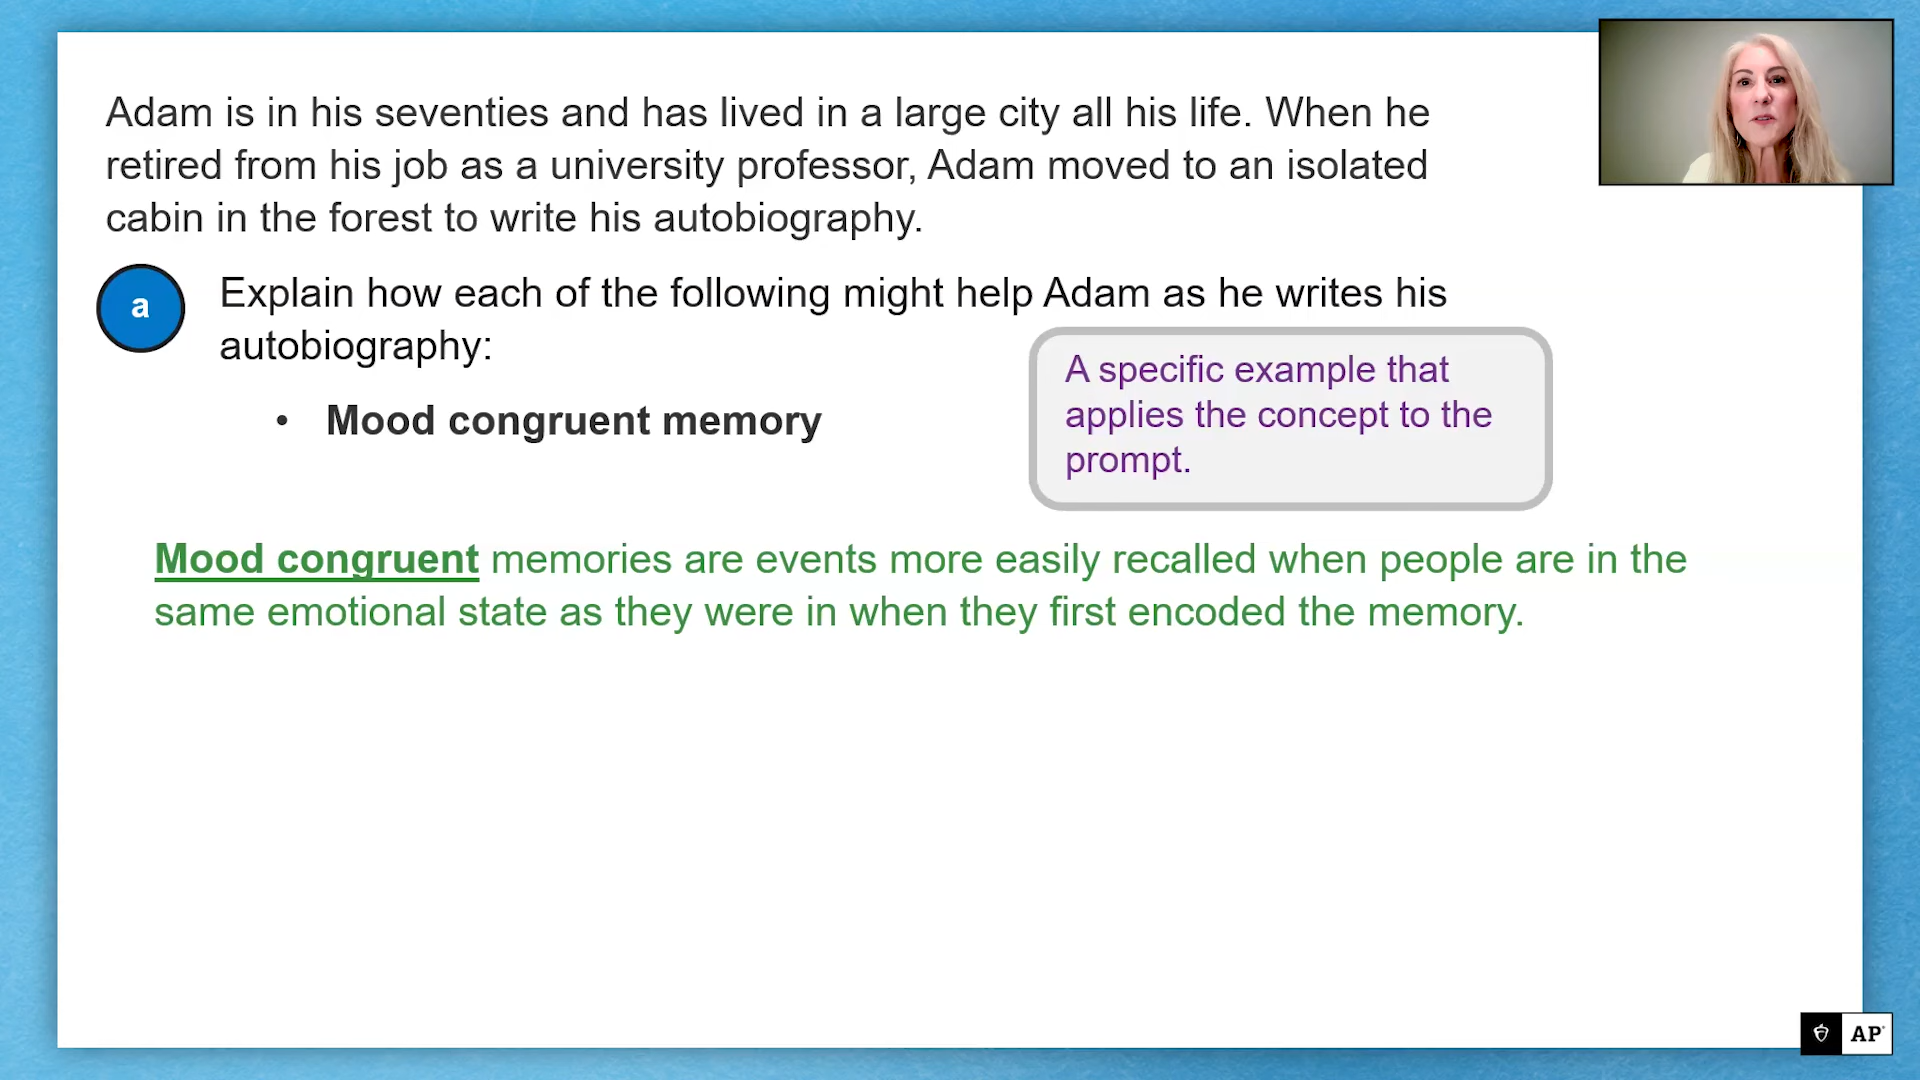 Adam is in his seventies and has lived in a large city all his life. When he
retired from his job as a university professor, Adam moved to an isolated
cabin in the forest to write his autobiography.
a
Explain how each of the following might help Adam as he writes his
autobiography:
• Mood congruent memory
A specific example that
applies the concept to the
prompt.
Mood congruent memories are events more easily recalled when people are in the
same emotional state as they were in when they first encoded the memory.
AP